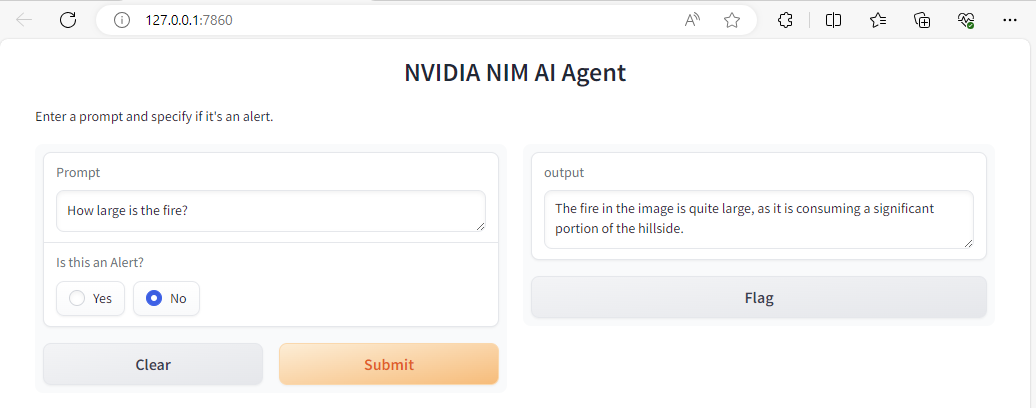 127.0.0.1:7860
NVIDIA NIM AI Agent
Enter a prompt and specify if it's an alert.
Prompt
How large is the fire?
Is this an Alert?
Yes
No
Clear
Submit
output
The fire in the image is quite large, as it is consuming a significant
portion of the hillside.
Flag